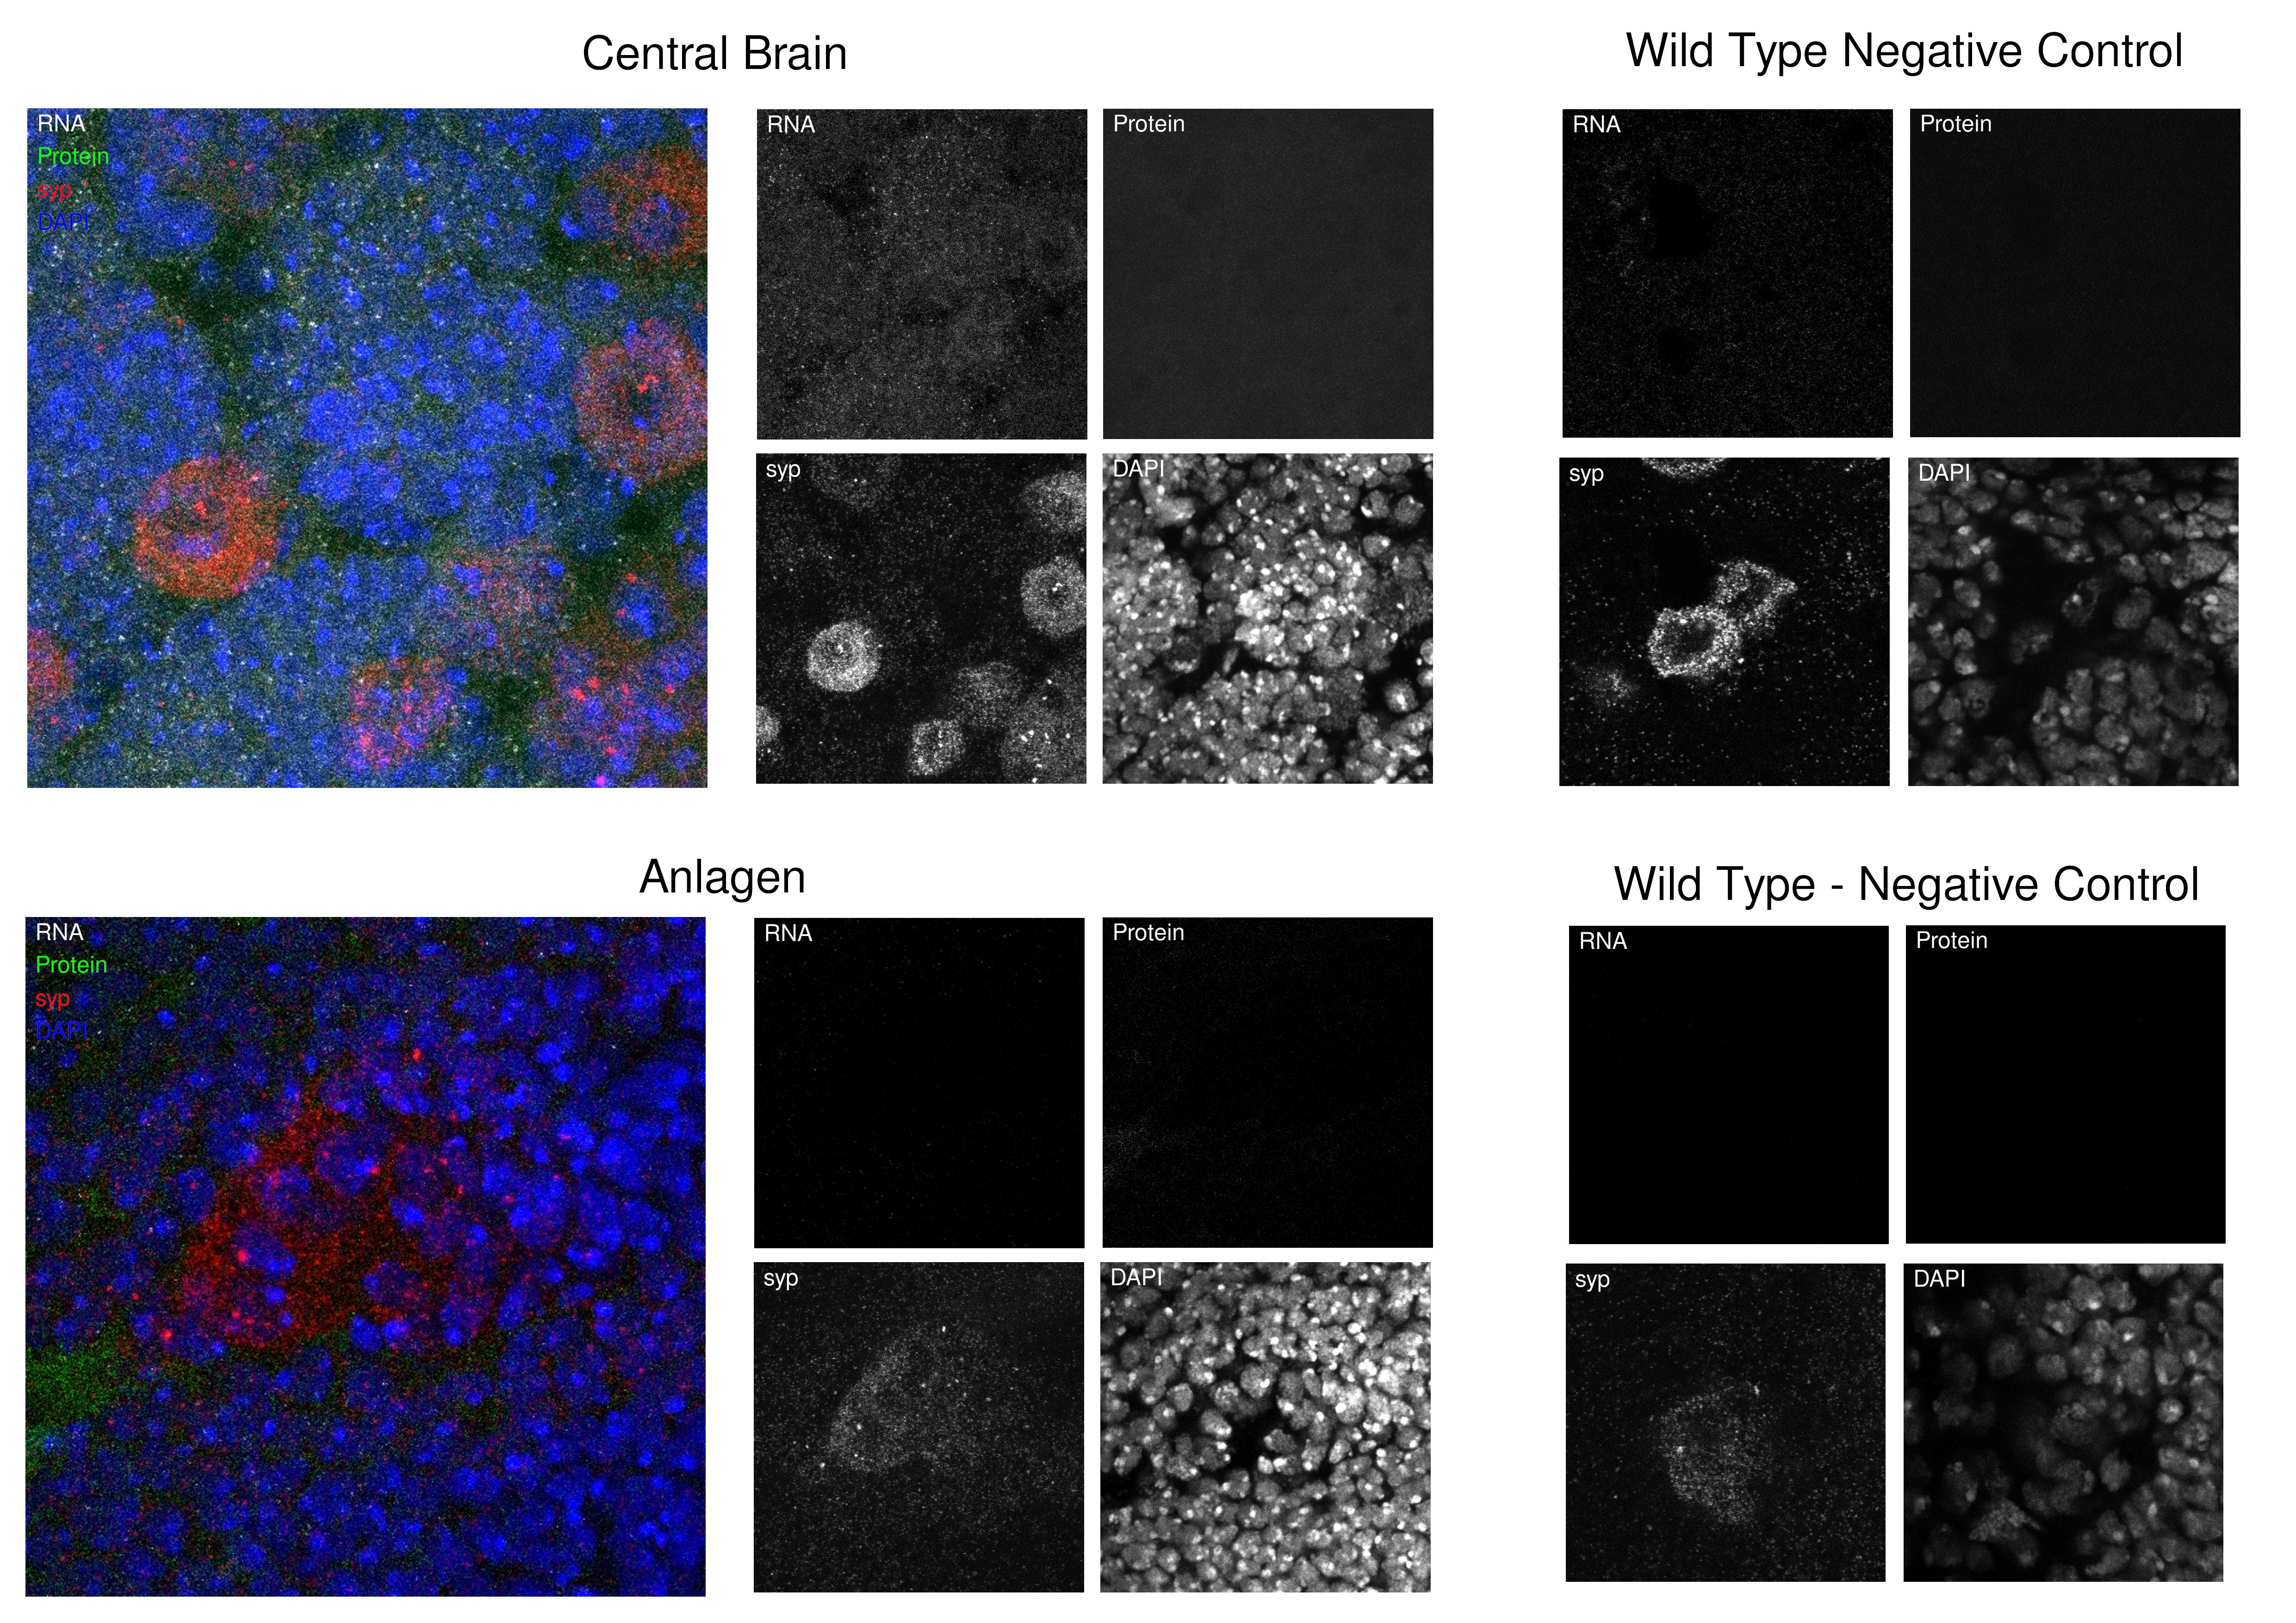 Central Brain
Wild Type Negative Control
RNA
Protein
syp
DAPI
RNA
Protein
syp
DAPI
RNA
Protein
syp
DAPI
Anlagen
Wild Type - Negative Control
RNA
Protein
syp
DAPI
RNA
Protein
syp
DAPI
RNA
Protein
syp
DAPI